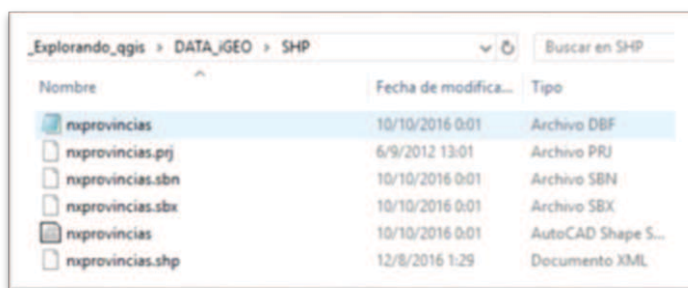 _Explorando_qgis > DATA_iGEO > SHP Buscar en SHP
Nombre Fecha de modifica... Tipo
nxprovincias 10/10/2016 0:01 Archivo DBF
nxprovincias.prj 6/9/2012 13:01 Archivo PRJ
nxprovincias.sbn 10/10/2016 0:01 Archivo SBN
nxprovincias.sbx 10/10/2016 0:01 Archivo SBX
nxprovincias 10/10/2016 0:01 AutoCAD Shape S...
nxprovincias.shp 12/8/2016 1:29 Documento XML